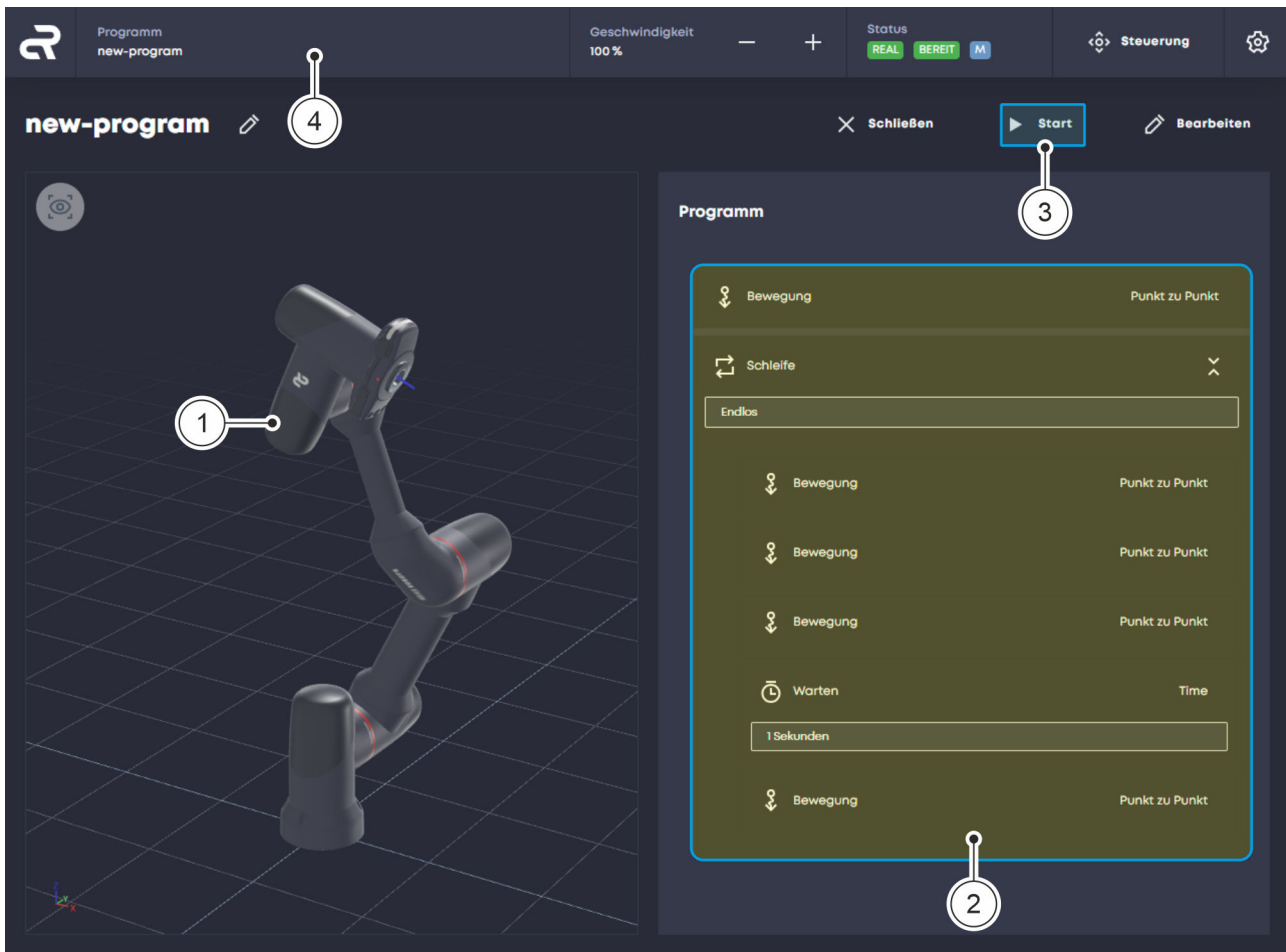 Programm
new-program
Geschwindigkeit
100 %
− +
Status
REAL BEREIT M
Steuerung
new-program
4
Schließen
Start
Bearbeiten
3
Programm
Bewegung Punkt zu Punkt
Schleife
Endlos
1
Bewegung Punkt zu Punkt
Bewegung Punkt zu Punkt
Bewegung Punkt zu Punkt
Warten Time
1 Sekunden
Bewegung Punkt zu Punkt
2
Z
Y
X